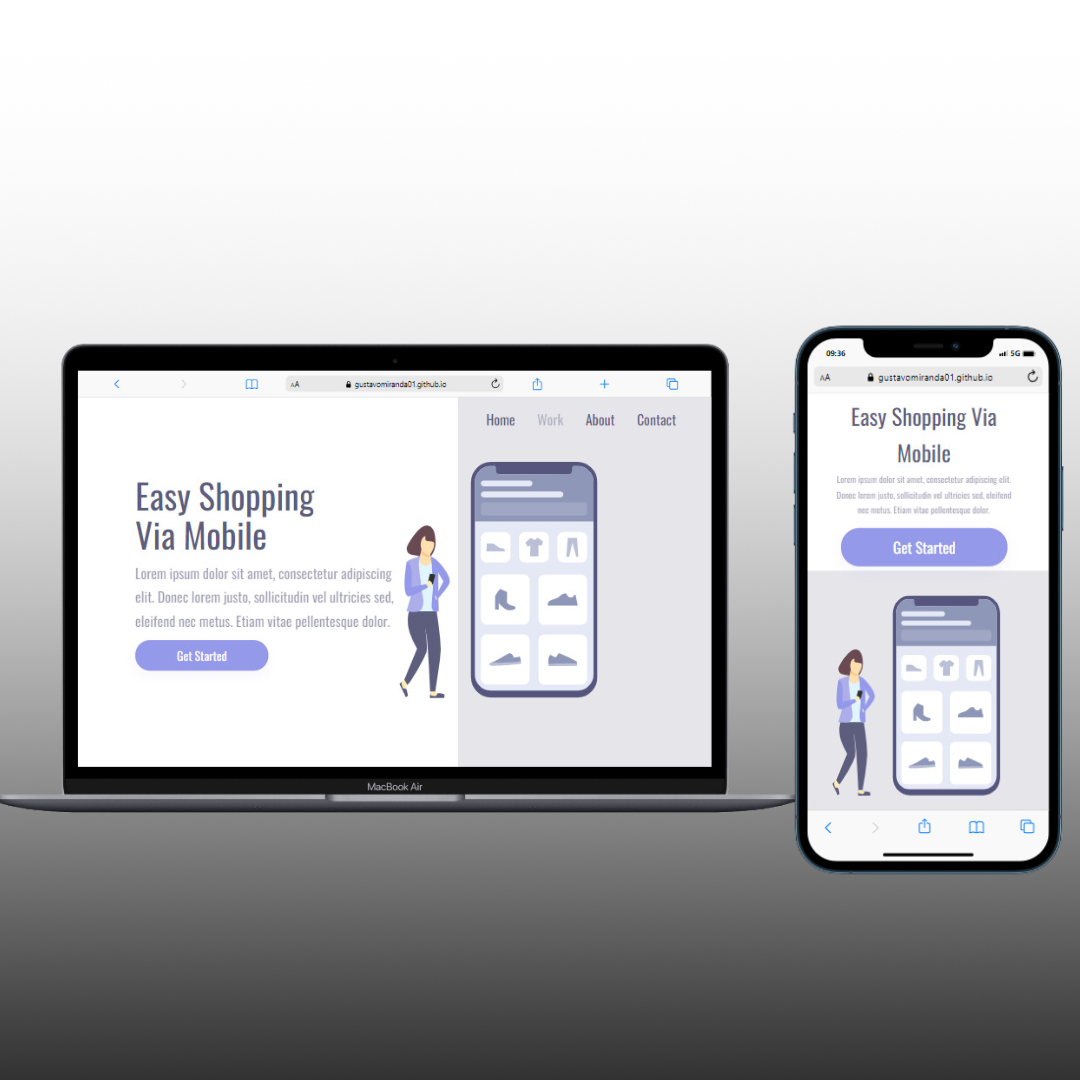 AA
gustavomiranda01.github.io
Home Work About Contact
Easy Shopping
Via Mobile
Lorem ipsum dolor sit amet, consectetur adipiscing
elit. Donec lorem justo, sollicitudin vel ultricies sed,
eleifend nec metus. Etiam vitae pellentesque dolor.
Get Started
MacBook Air
09:36
5G
AA
gustavomiranda01.github.io
Easy Shopping Via
Mobile
Lorem ipsum dolor sit amet, consectetur adipiscing elit.
Donec lorem justo, sollicitudin vel ultricies sed, eleifend
nec metus. Etiam vitae pellentesque dolor.
Get Started